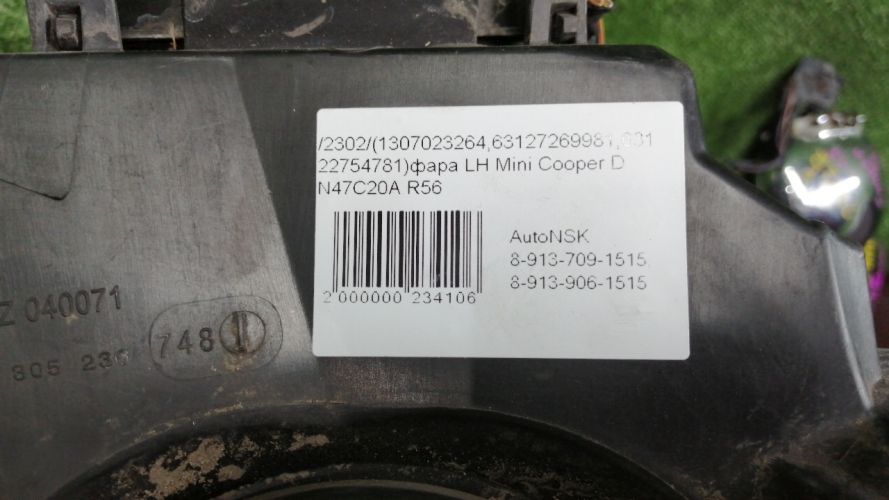 /2302/(1307023264,63127269981,631
22754781)фара LH Mini Cooper D
N47C20A R56
AutoNSK
8-913-709-1515
8-913-906-1515
2 000000 234106
Z 040071
805 236
748